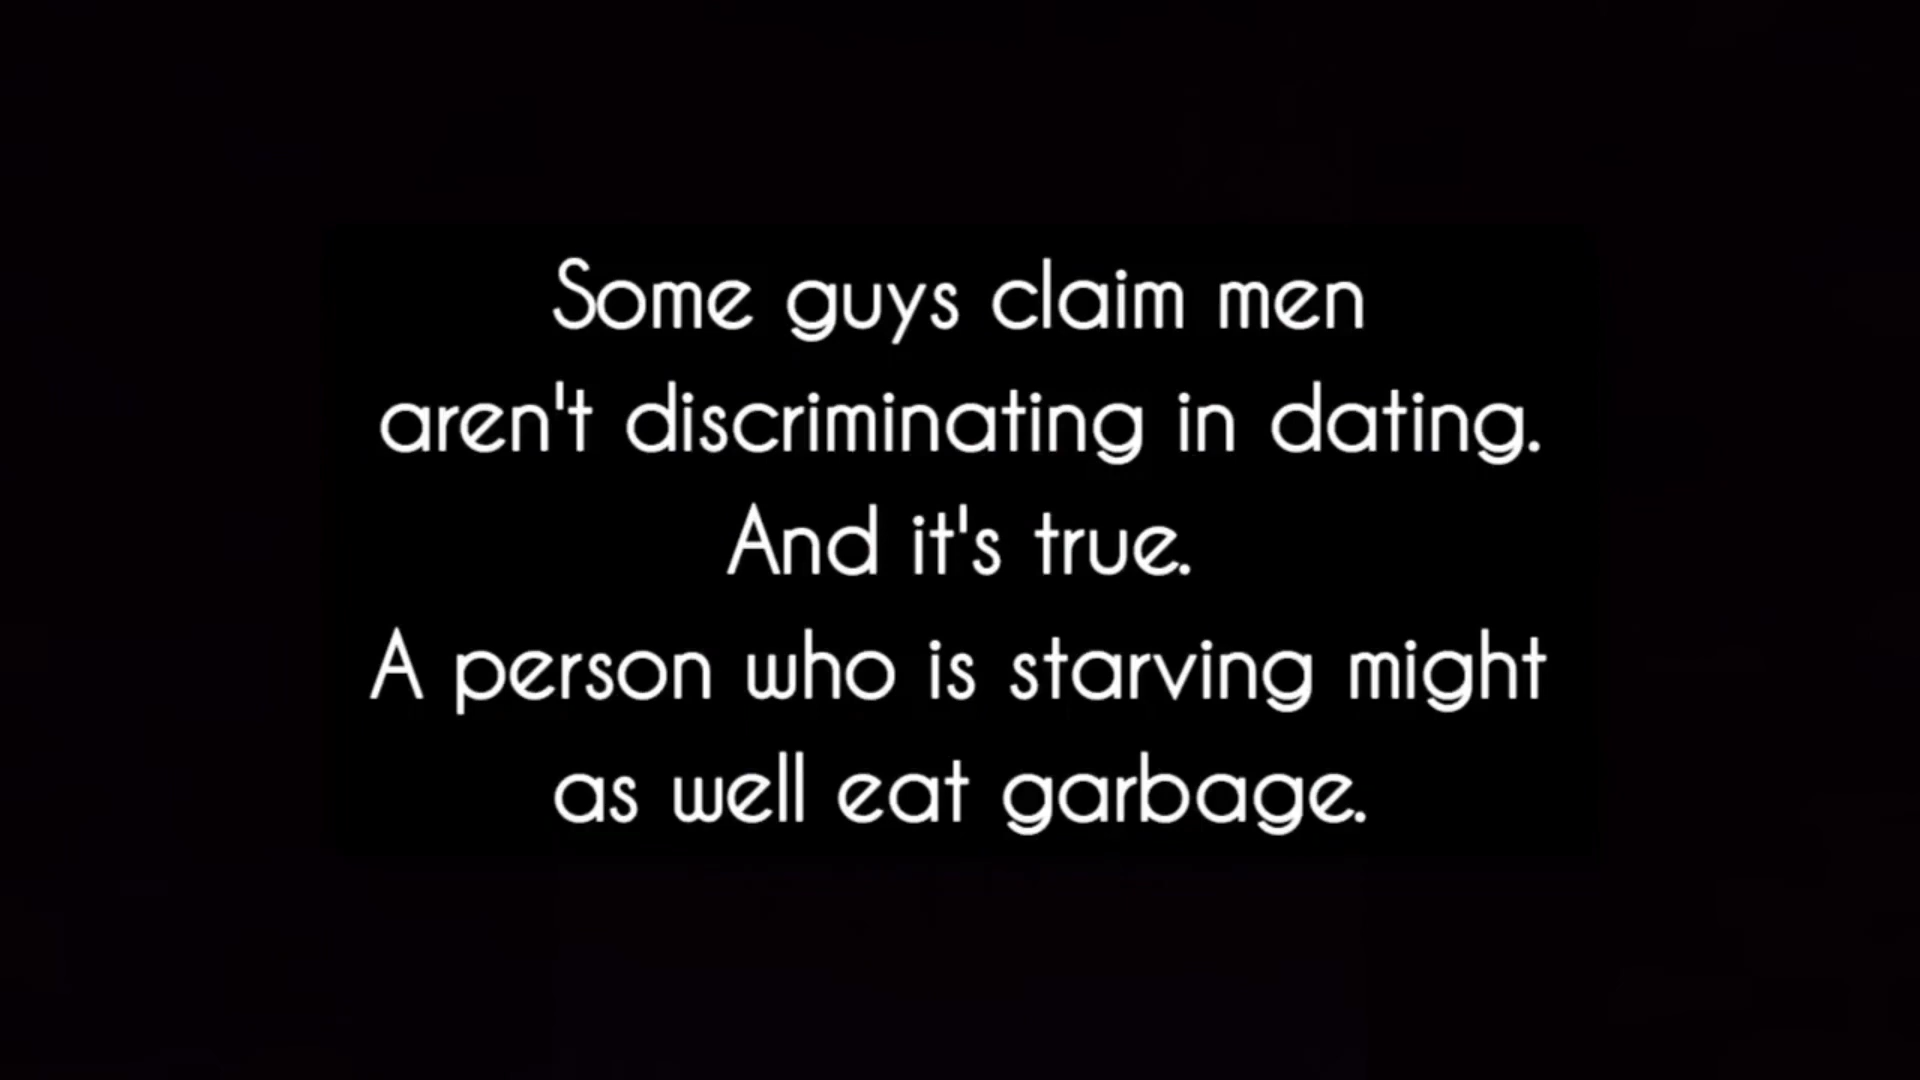 Some guys claim men
aren't discriminating in dating.
And it's true.
A person who is starving might
as well eat garbage.